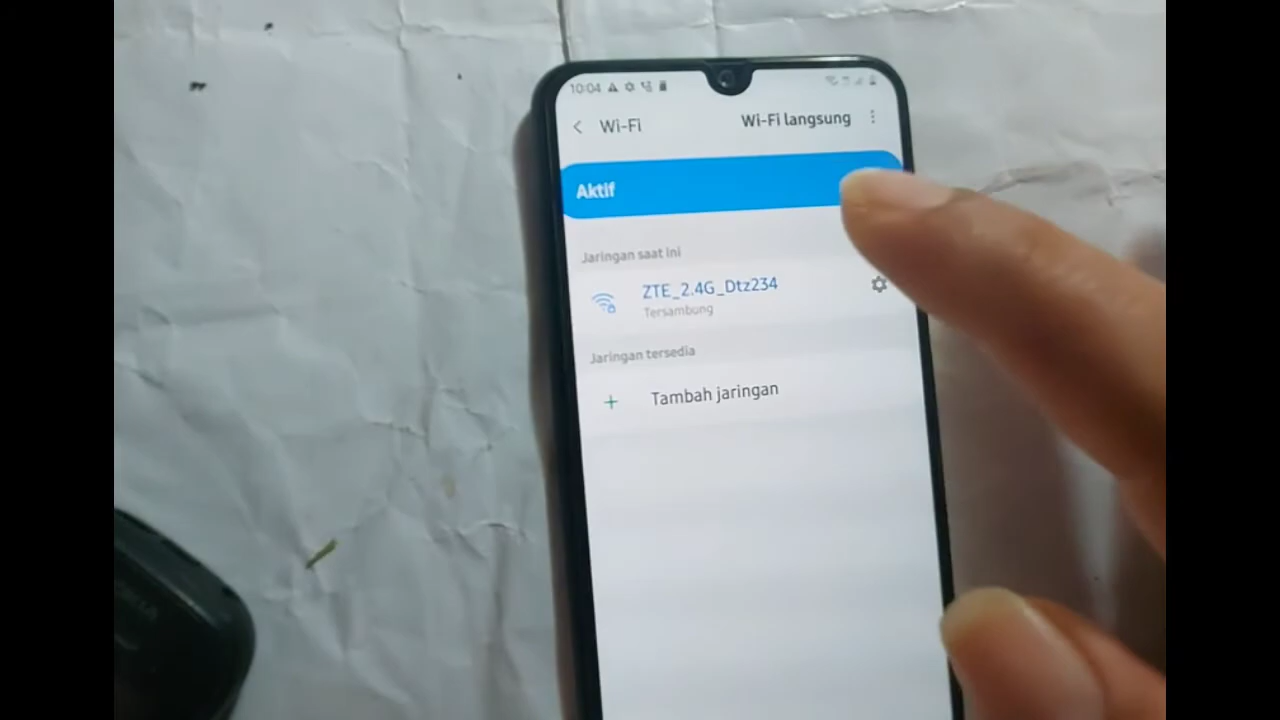 10:04
Wi-Fi
Wi-Fi langsung
Aktif
Jaringan saat ini
ZTE_2.4G_Dtz234
Tersambung
Jaringan tersedia
+ Tambah jaringan